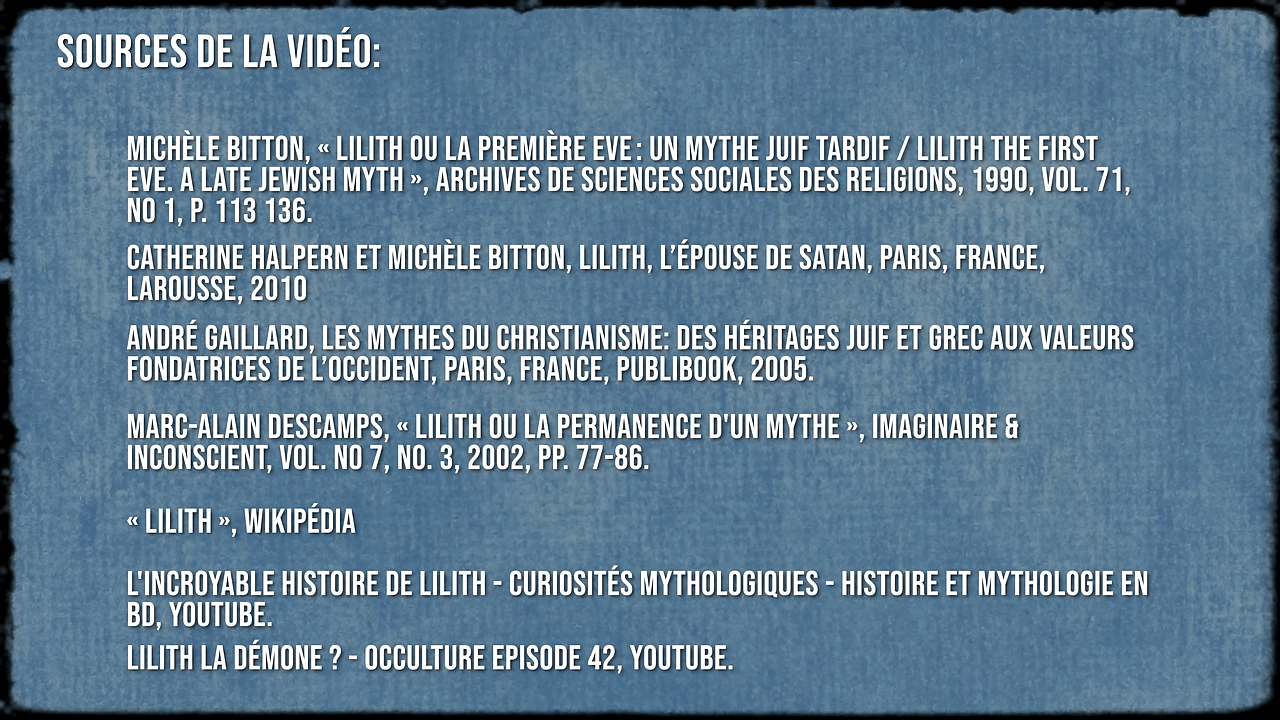 SOURCES DE LA VIDÉO:
MICHÈLE BITTON, « LILITH OU LA PREMIÈRE EVE : UN MYTHE JUIF TARDIF / LILITH THE FIRST
EVE. A LATE JEWISH MYTH », ARCHIVES DE SCIENCES SOCIALES DES RELIGIONS, 1990, VOL. 71,
NO 1, P. 113 136.
CATHERINE HALPERN ET MICHÈLE BITTON, LILITH, L’ÉPOUSE DE SATAN, PARIS, FRANCE,
LAROUSSE, 2010
ANDRÉ GAILLARD, LES MYTHES DU CHRISTIANISME: DES HÉRITAGES JUIF ET GREC AUX VALEURS
FONDATRICES DE L’OCCIDENT, PARIS, FRANCE, PUBLIBOOK, 2005.
MARC-ALAIN DESCAMPS, « LILITH OU LA PERMANENCE D'UN MYTHE », IMAGINAIRE &
INCONSCIENT, VOL. NO 7, NO. 3, 2002, PP. 77-86.
« LILITH », WIKIPÉDIA
L'INCROYABLE HISTOIRE DE LILITH - CURIOSITÉS MYTHOLOGIQUES - HISTOIRE ET MYTHOLOGIE EN
BD, YOUTUBE.
LILITH LA DÉMONE ? - OCCULTURE EPISODE 42, YOUTUBE.